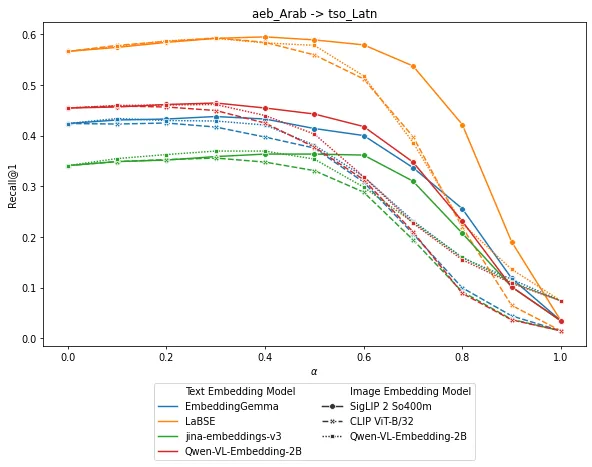 aeb_Arab -> tso_Latn
Recall@1
0.6
0.5
0.4
0.3
0.2
0.1
0.0
0.0 0.2 0.4 0.6 0.8 1.0
α
Text Embedding Model Image Embedding Model
EmbeddingGemma SigLIP 2 So400m
LaBSE CLIP ViT-B/32
jina-embeddings-v3 Qwen-VL-Embedding-2B
Qwen-VL-Embedding-2B